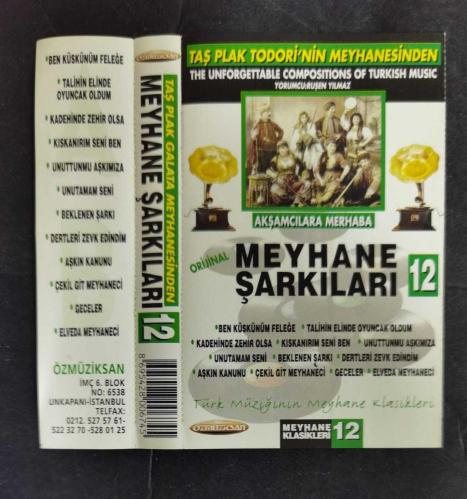 *BEN KÜSKÜNÜM FELEĞE
* TALİHİN ELİNDE
OYUNCAK OLDUM
* KADEHİNDE ZEHİR OLSA
* KISKANIRIM SENİ BEN
* UNUTTUNMU AŞKIMIZA
* UNUTAMAM SENİ
* BEKLENEN ŞARKI
* DERTLERİ ZEVK EDİNDİM
* AŞKIN KANUNU
* ÇEKİL GİT MEYHANECİ
* GECELER
* ELVEDA MEYHANECİ
ÖZMÜZİKSAN
İMÇ 6. BLOK
NO: 6538
UNKAPANI-İSTANBUL
TELFAX:
0212. 527 57 61-
522 32 70 -528 01 25
TAŞ PLAK GALATA MEYHANESİNDEN
MEYHANE ŞARKILARI
12
ÖZMÜZİKSAN
TAŞ PLAK TODORİ'NİN MEYHANESİNDEN
THE UNFORGETTABLE COMPOSITIONS OF TURKISH MUSIC
YORUMCU:RUŞEN YILMAZ
AKŞAMCILARA MERHABA
ORİJİNAL
MEYHANE
ŞARKILARI
12
* BEN KÜSKÜNÜM FELEĞE * TALİHİN ELİNDE OYUNCAK OLDUM
* KADEHİNDE ZEHİR OLSA * KISKANIRIM SENİ BEN * UNUTTUNMU AŞKIMIZA
* UNUTAMAM SENİ * BEKLENEN ŞARKI * DERTLERİ ZEVK EDİNDİM
* AŞKIN KANUNU * ÇEKİL GİT MEYHANECİ * GECELER * ELVEDA MEYHANECİ
Türk Müziğinin Meyhane Klasikleri
ÖZMÜZİKSAN
MEYHANE
KLASİKLERİ
12